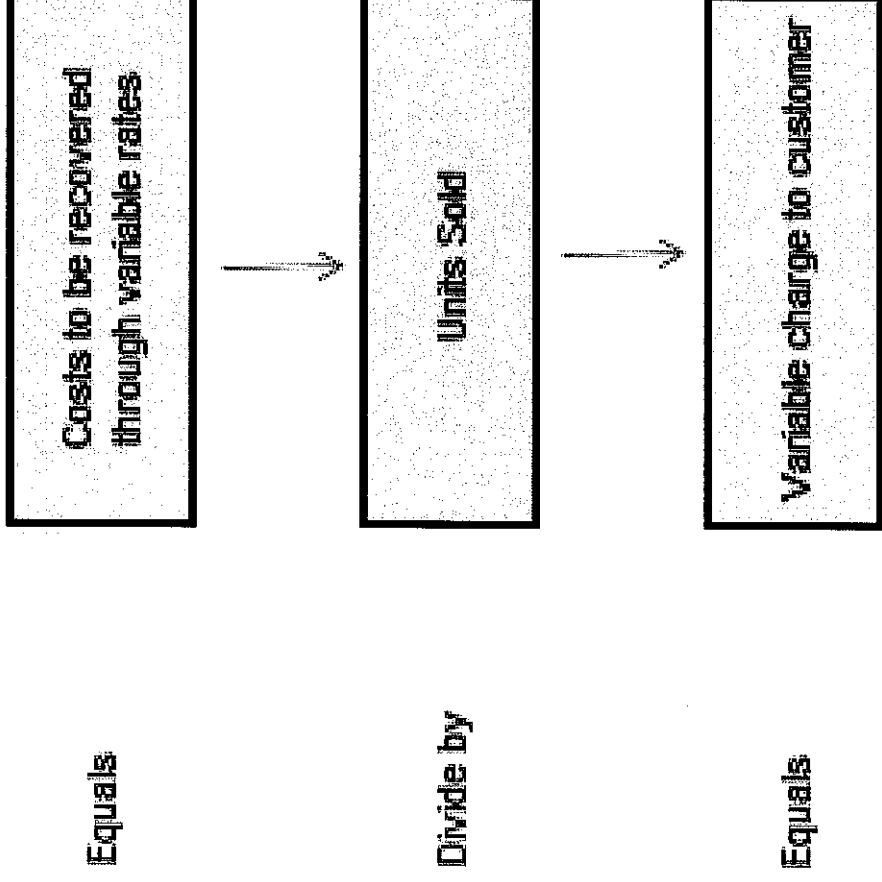 Equals
Costs to be recovered
through variable rates
Divide by
Units Sold
Equals
Variable charge to customer